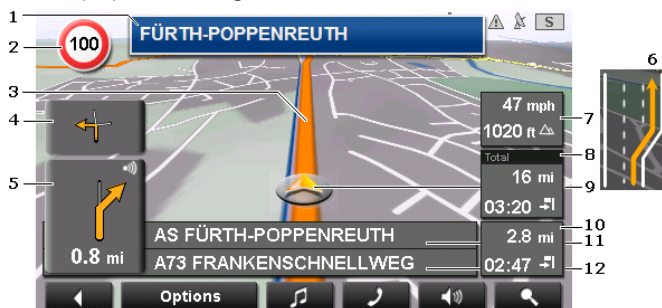 1
FÜRTH-POPPENREUTH
S
2
100
6
3
4
47 mph
7
1020 ft
Total
8
5
16 mi
9
03:20
10
AS FÜRTH-POPPENREUTH
2.8 mi
11
0.8 mi
A73 FRANKENSCHNELLWEG
02:47
12
Options